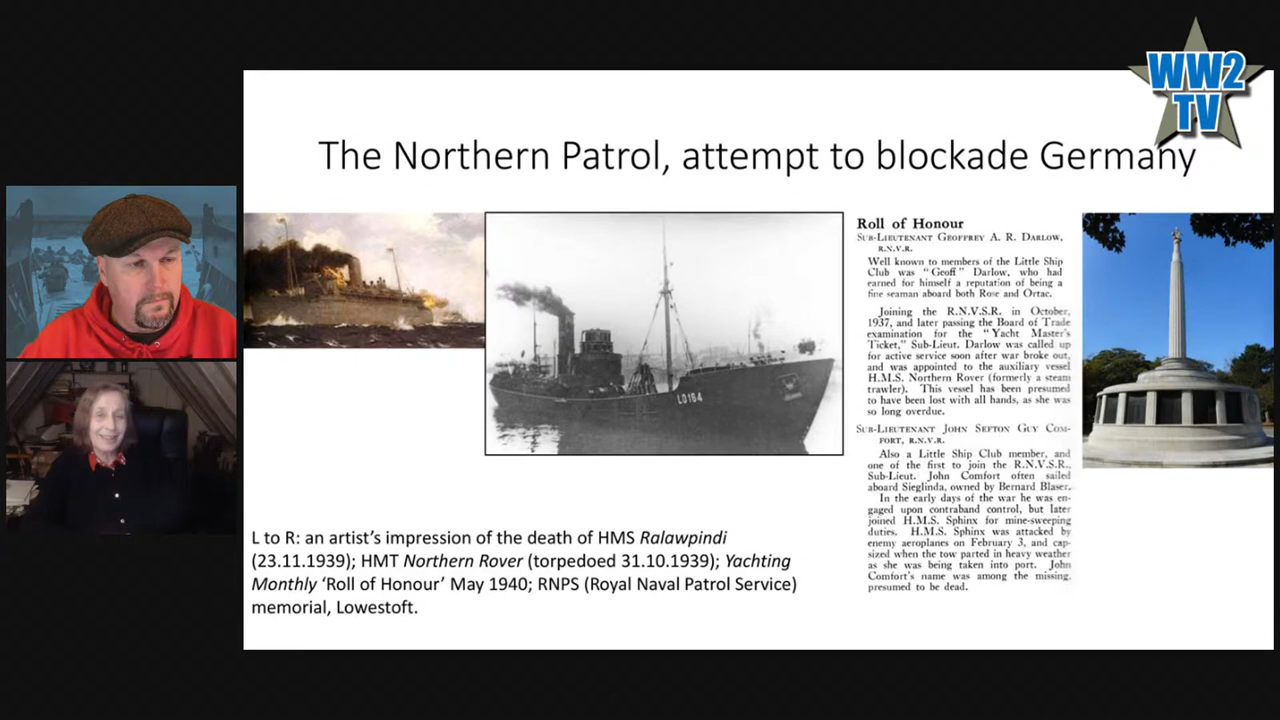 WW2
TV
The Northern Patrol, attempt to blockade Germany
LO164
Roll of Honour
SUB-LIEUTENANT GEOFFREY A. R. DARLOW,
R.N.V.R.
Well known to members of the Little Ship
Club was "Geoff" Darlow, who had
earned for himself a reputation of being a
fine seaman aboard both Rose and Ortac.
Joining the R.N.V.S.R. in October,
1937, and later passing the Board of Trade
examination for the "Yacht Master's
Ticket," Sub-Lieut. Darlow was called up
for active service soon after war broke out,
and was appointed to the auxiliary vessel
H.M.S. Northern Rover (formerly a steam
trawler). This vessel has been presumed
to have been lost with all hands, as she was
so long overdue.
SUB-LIEUTENANT JOHN SEFTON GUY COM-
FORT, R.N.V.R.
Also a Little Ship Club member, and
one of the first to join the R.N.V.S.R.,
Sub-Lieut. John Comfort often sailed
aboard Sieglinda, owned by Bernard Blaser.
In the early days of the war he was en-
gaged upon contraband control, but later
joined H.M.S. Sphinx for mine-sweeping
duties. H.M.S. Sphinx was attacked by
enemy aeroplanes on February 3, and cap-
sized when the tow parted in heavy weather
as she was being taken into port. John
Comfort's name was among the missing,
presumed to be dead.
L to R: an artist's impression of the death of HMS Ralawpindi
(23.11.1939); HMT Northern Rover (torpedoed 31.10.1939); Yachting
Monthly 'Roll of Honour' May 1940; RNPS (Royal Naval Patrol Service)
memorial, Lowestoft.